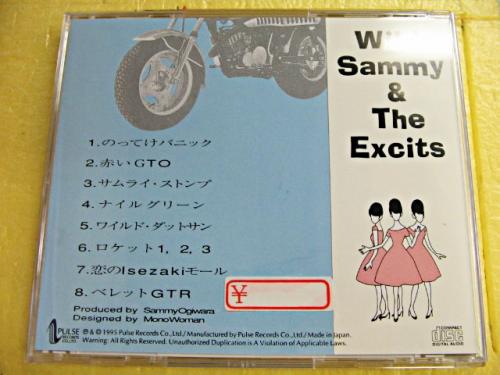 Wild
Sammy
&
The
Excits
1.のってけパニック
2.赤いGTO
3.サムライ・ストンプ
4.ナイルグリーン
5.ワイルド・ダットサン
6.ロケット1, 2, 3
7.恋のIsezakiモール
8.ベレットGTR
¥
Produced by SammyOgiwara
Designed by MonoWoman
PULSE
RECORDS
℗ & © 1995 Pulse Records Co.,Ltd./Manufactured by Pulse Records Co.,Ltd./Made in Japan.
Warning: All Rights Reserved. Unauthorized Duplication is A Violation of Applicable Laws.
COMPACT
disc
DIGITAL AUDIO